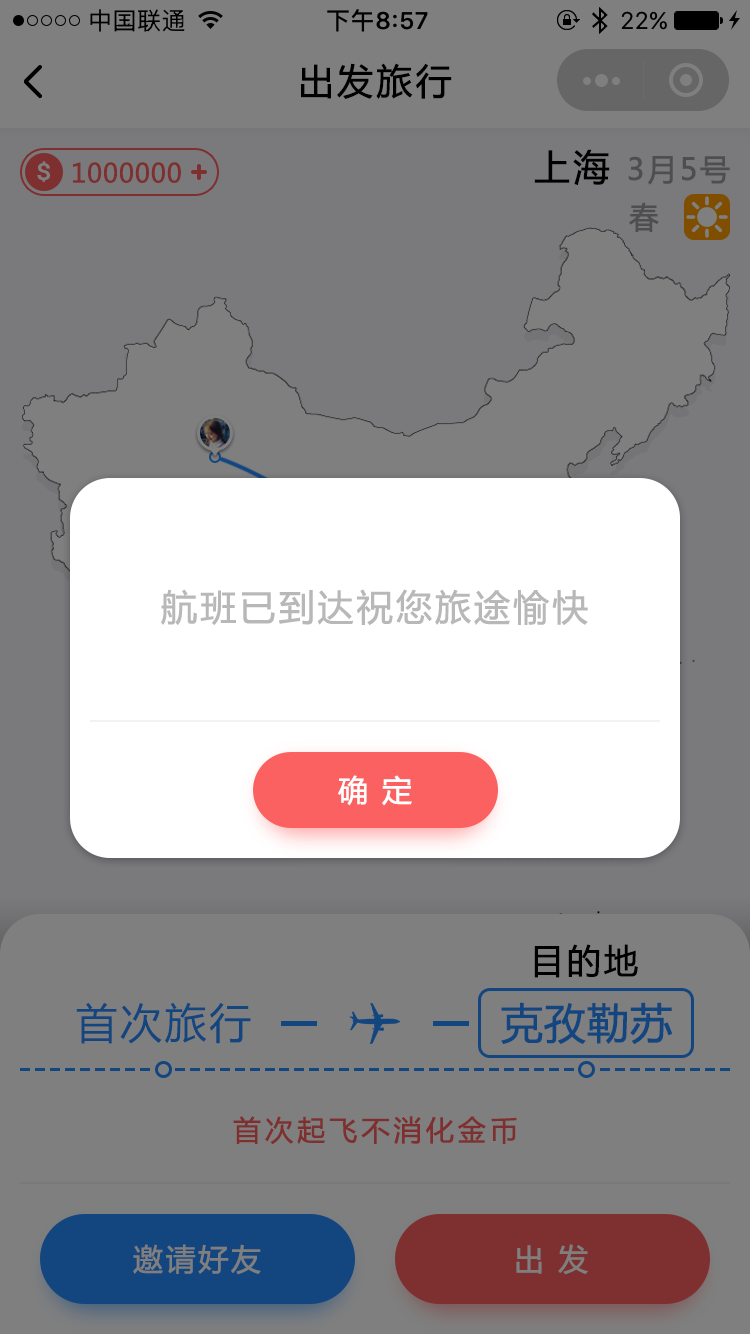 中国联通 下午8:57 22%
出发旅行
$ 1000000 + 上海 3月5号
春
航班已到达祝您旅途愉快
确 定
目的地
首次旅行 克孜勒苏
首次起飞不消化金币
邀请好友 出 发